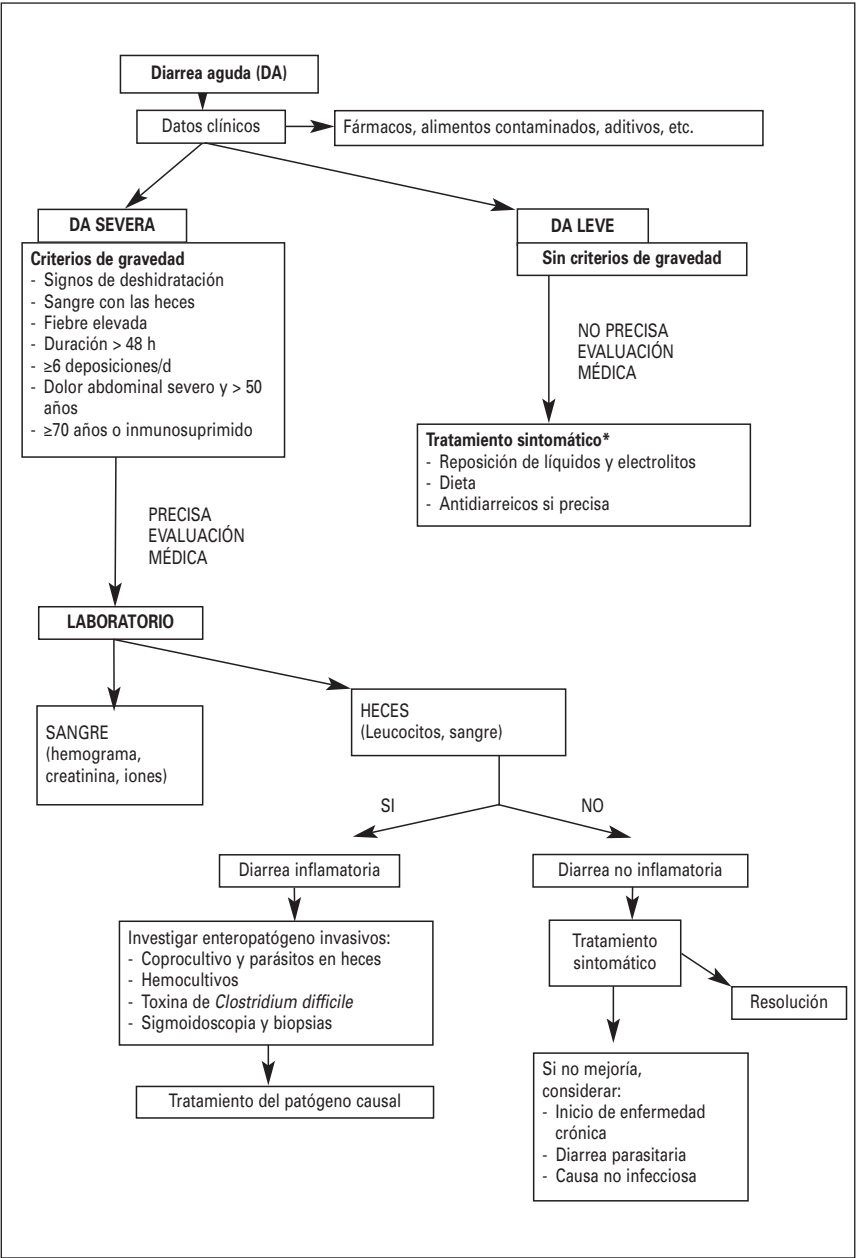 Diarrea aguda (DA)
Datos clínicos
Fármacos, alimentos contaminados, aditivos, etc.
DA SEVERA
Criterios de gravedad
- Signos de deshidratación
- Sangre con las heces
- Fiebre elevada
- Duración > 48 h
- ≥6 deposiciones/d
- Dolor abdominal severo y > 50
años
- ≥70 años o inmunosuprimido
DA LEVE
Sin criterios de gravedad
NO PRECISA
EVALUACIÓN
MÉDICA
Tratamiento sintomático*
- Reposición de líquidos y electrolitos
- Dieta
- Antidiarreicos si precisa
PRECISA
EVALUACIÓN
MÉDICA
LABORATORIO
SANGRE
(hemograma,
creatinina, iones)
HECES
(Leucocitos, sangre)
SI
NO
Diarrea inflamatoria
Diarrea no inflamatoria
Investigar enteropatógeno invasivos:
- Coprocultivo y parásitos en heces
- Hemocultivos
- Toxina de Clostridium difficile
- Sigmoidoscopia y biopsias
Tratamiento
sintomático
Resolución
Tratamiento del patógeno causal
Si no mejoría,
considerar:
- Inicio de enfermedad
crónica
- Diarrea parasitaria
- Causa no infecciosa